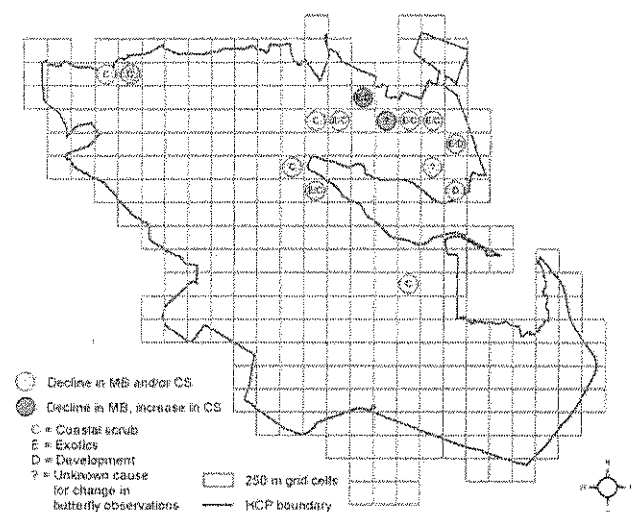 C
C
C
?
E/C
E/C
C
?
D
C
Decline in MB and/or CS
Decline in MB, increase in CS
C = Coastal scrub
E = Exotics
D = Development
? = Unknown cause
for change in
butterfly observations
250 m grid cells
HCP boundary